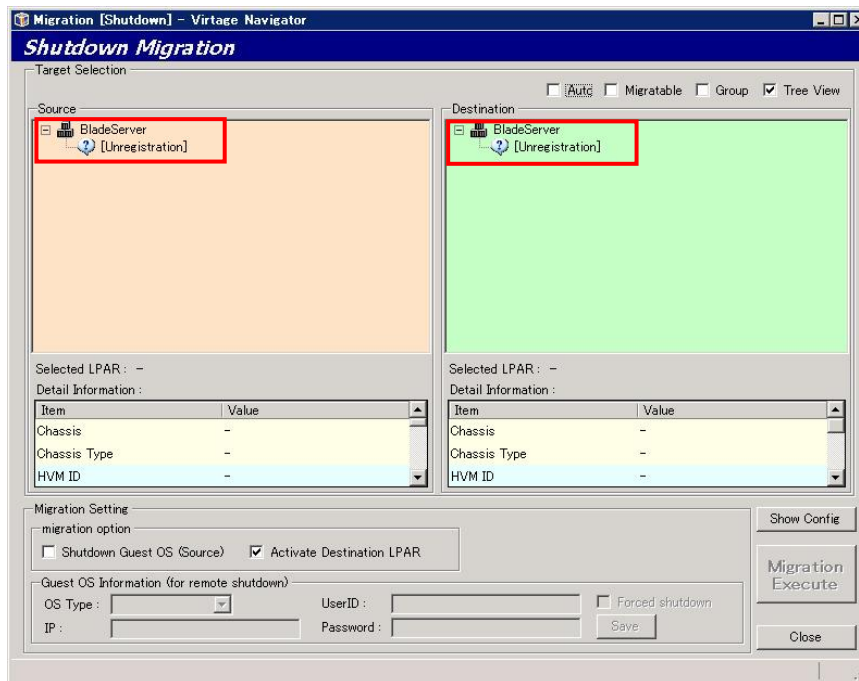 Migration [Shutdown] - Virtage Navigator
Shutdown Migration
Target Selection
Auto Migratable Group Tree View
Source
BladeServer
[Unregistration]
Selected LPAR : -
Detail Information :
Item Value
Chassis -
Chassis Type -
HVM ID -
Destination
BladeServer
[Unregistration]
Selected LPAR : -
Detail Information :
Item Value
Chassis -
Chassis Type -
HVM ID -
Migration Setting
migration option
Shutdown Guest OS (Source) Activate Destination LPAR
Guest OS Information (for remote shutdown)
OS Type : UserID : Forced shutdown
IP : Password : Save
Show Config
Migration
Execute
Close